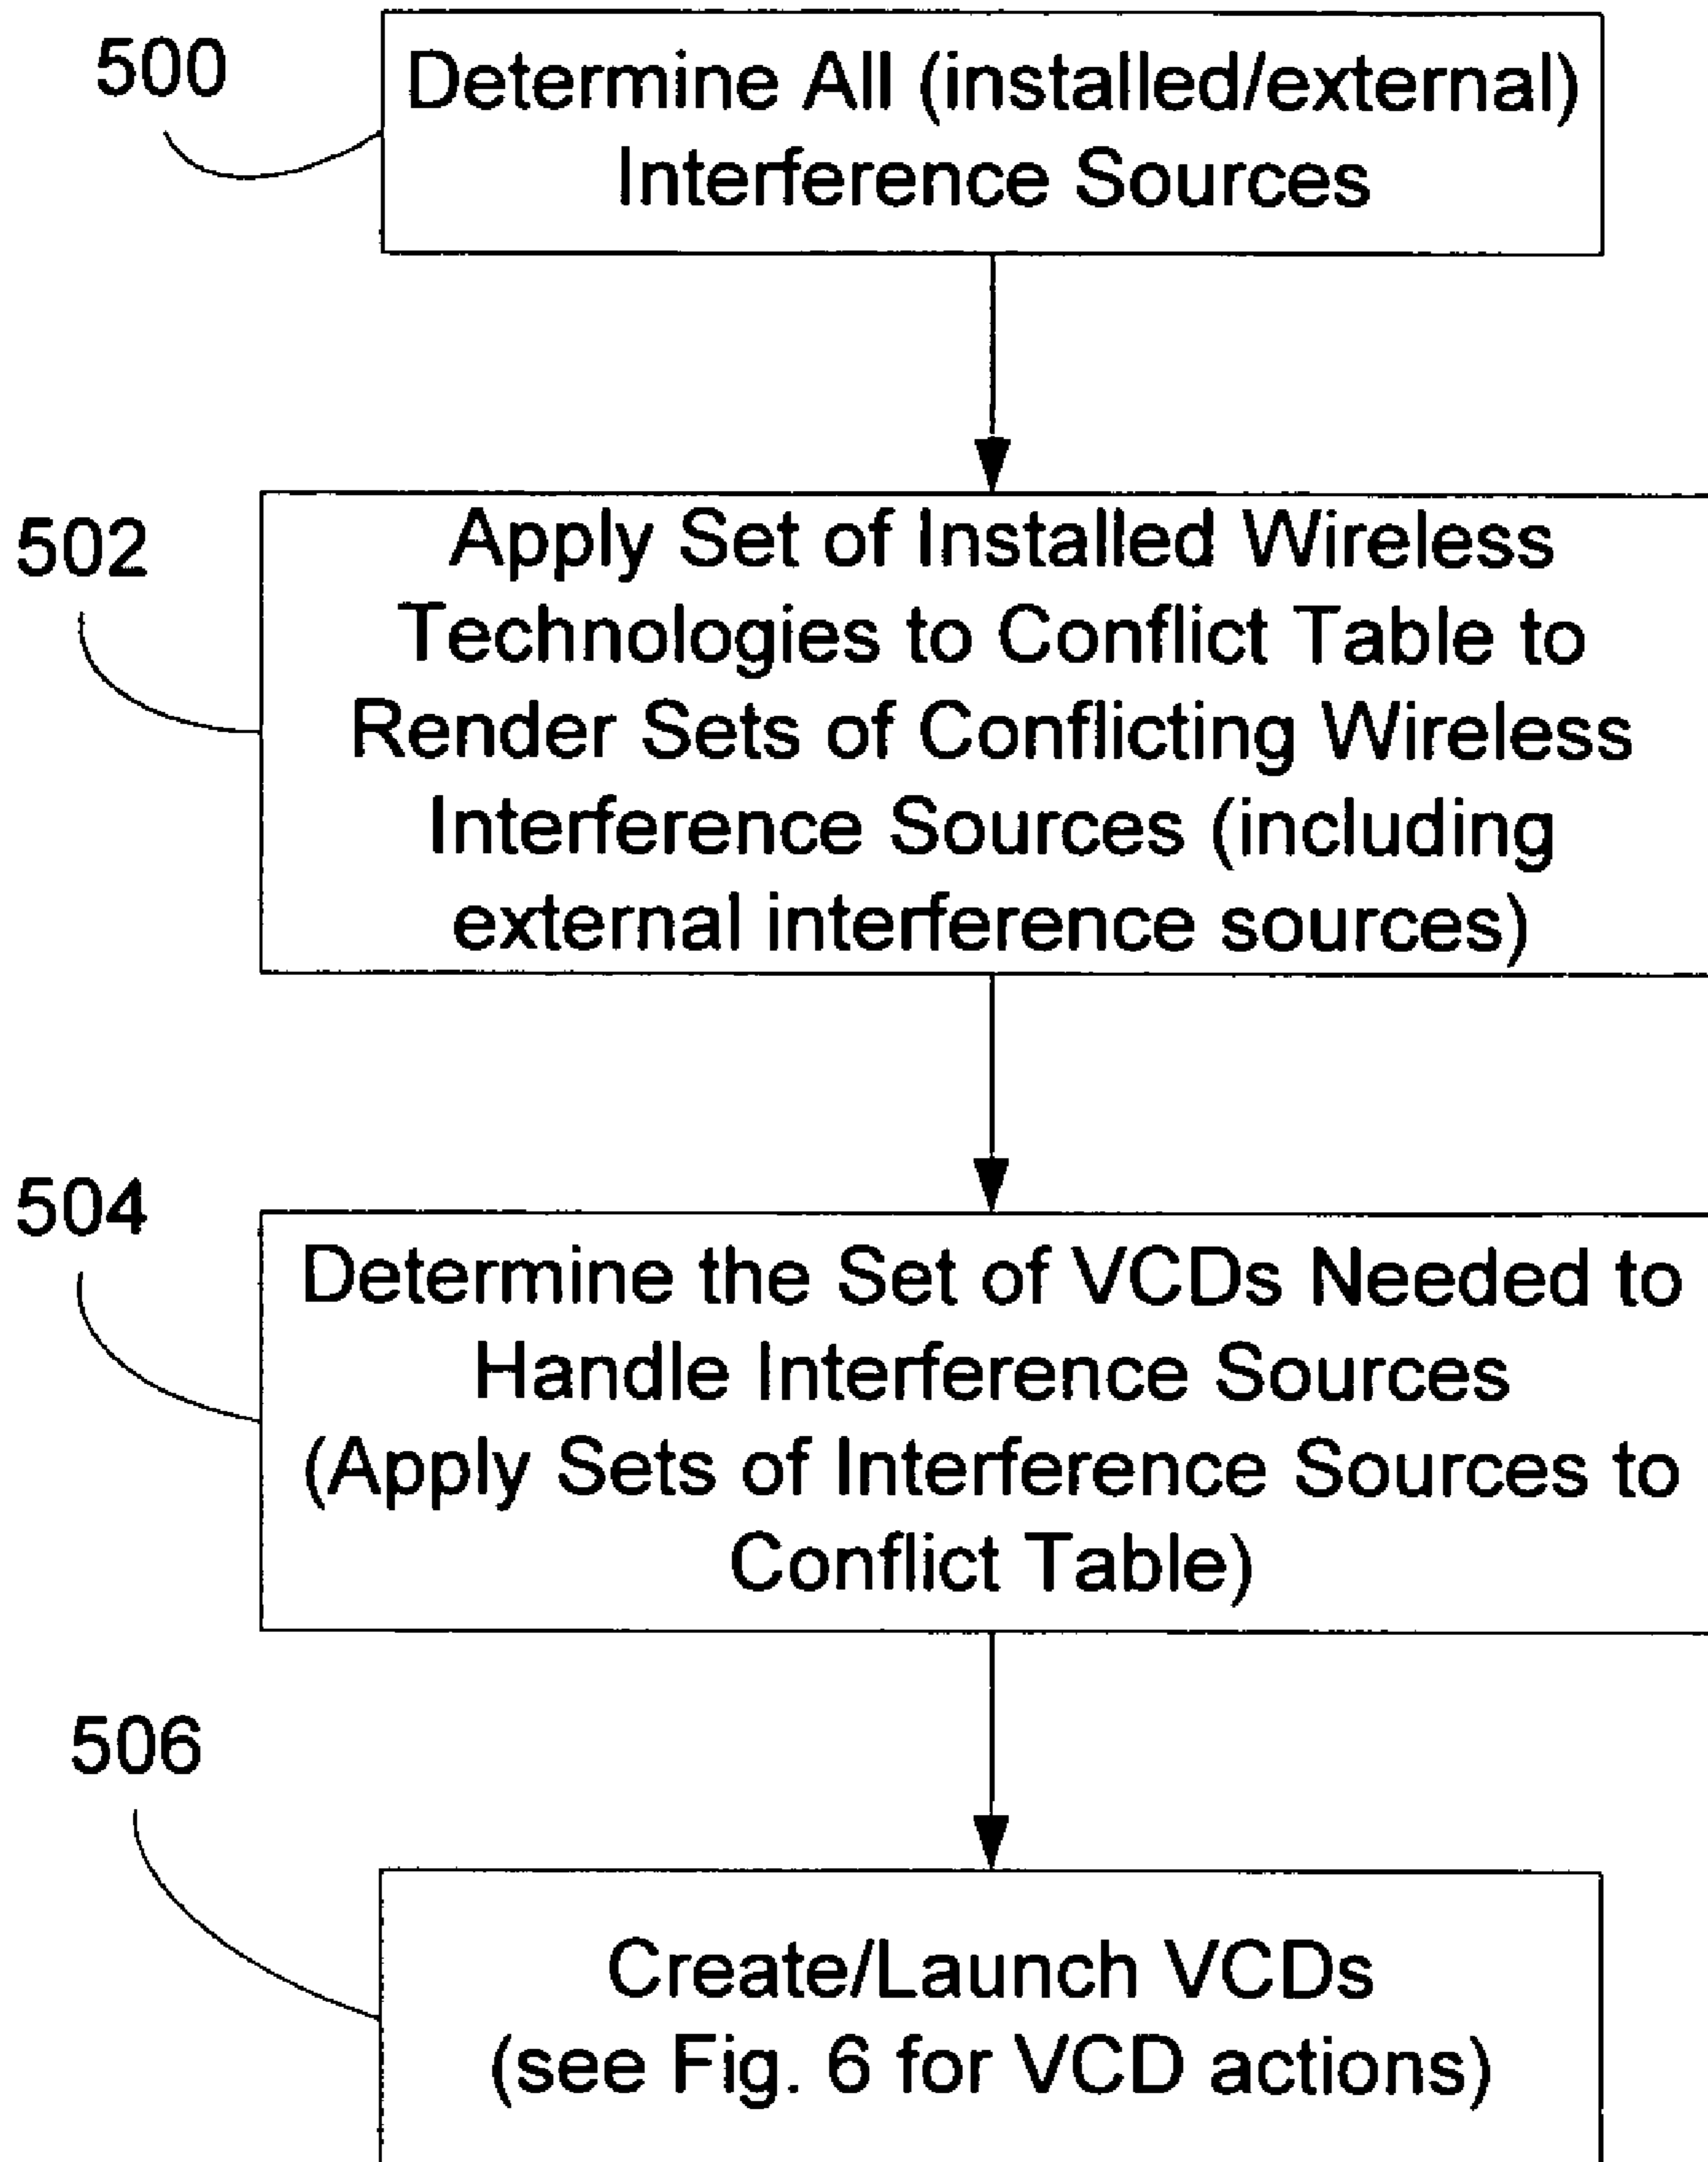 500
Determine All (installed/external)
Interference Sources
502
Apply Set of Installed Wireless
Technologies to Conflict Table to
Render Sets of Conflicting Wireless
Interference Sources (including
external interference sources)
504
Determine the Set of VCDs Needed to
Handle Interference Sources
(Apply Sets of Interference Sources to
Conflict Table)
506
Create/Launch VCDs
(see Fig. 6 for VCD actions)